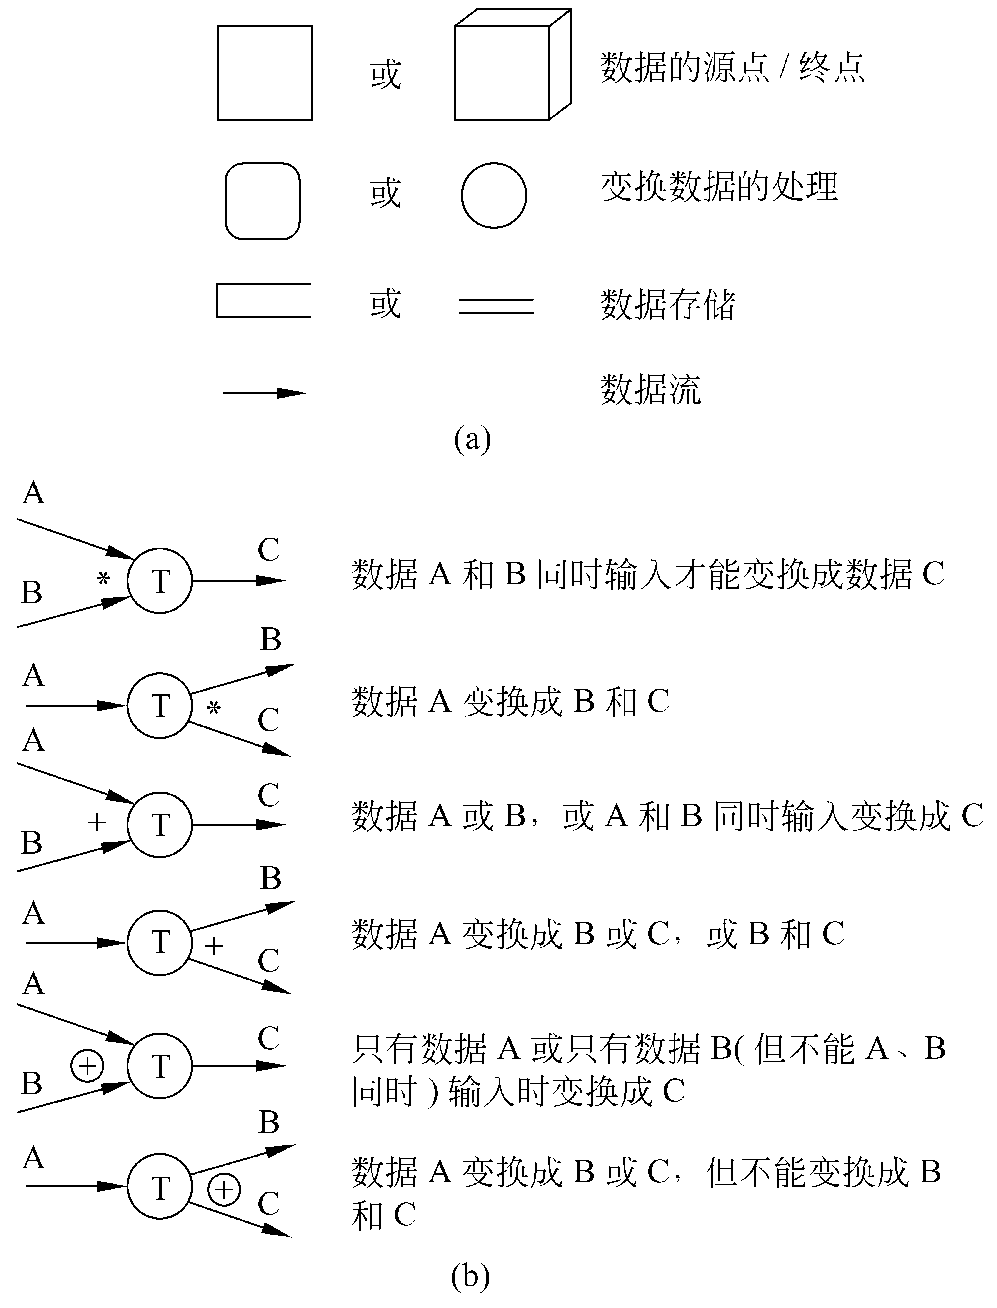 或 数据的源点 / 终点
或 变换数据的处理
或 数据存储
数据流
(a)
A
B
*
T
C
数据 A 和 B 同时输入才能变换成数据 C
A
T
B
*
C
数据 A 变换成 B 和 C
A
B
+
T
C
数据 A 或 B，或 A 和 B 同时输入变换成 C
A
T
B
+
C
数据 A 变换成 B 或 C，或 B 和 C
A
B
+
T
C
只有数据 A 或只有数据 B( 但不能 A、B
同时 ) 输入时变换成 C
A
T
B
+
C
数据 A 变换成 B 或 C，但不能变换成 B
和 C
(b)